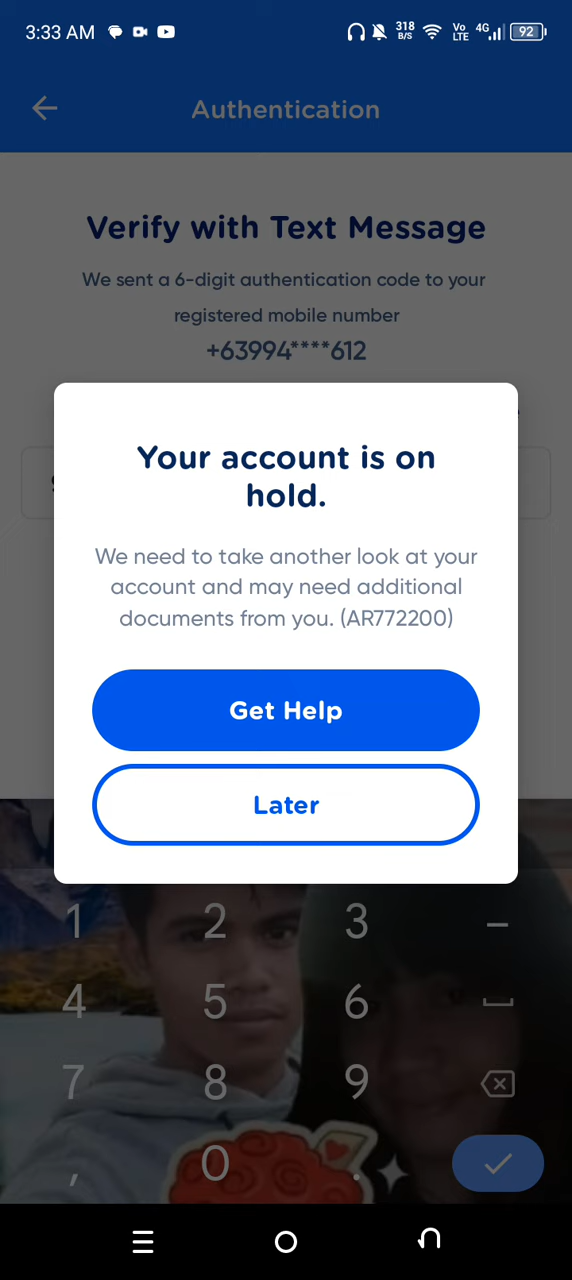 3:33 AM 318 B/S Vo LTE 4G 92
Authentication
Verify with Text Message
We sent a 6-digit authentication code to your
registered mobile number
+63994****612
Your account is on
hold.
We need to take another look at your
account and may need additional
documents from you. (AR772200)
Get Help
Later
1 2 3 –
4 5 6
7 8 9
, 0 .